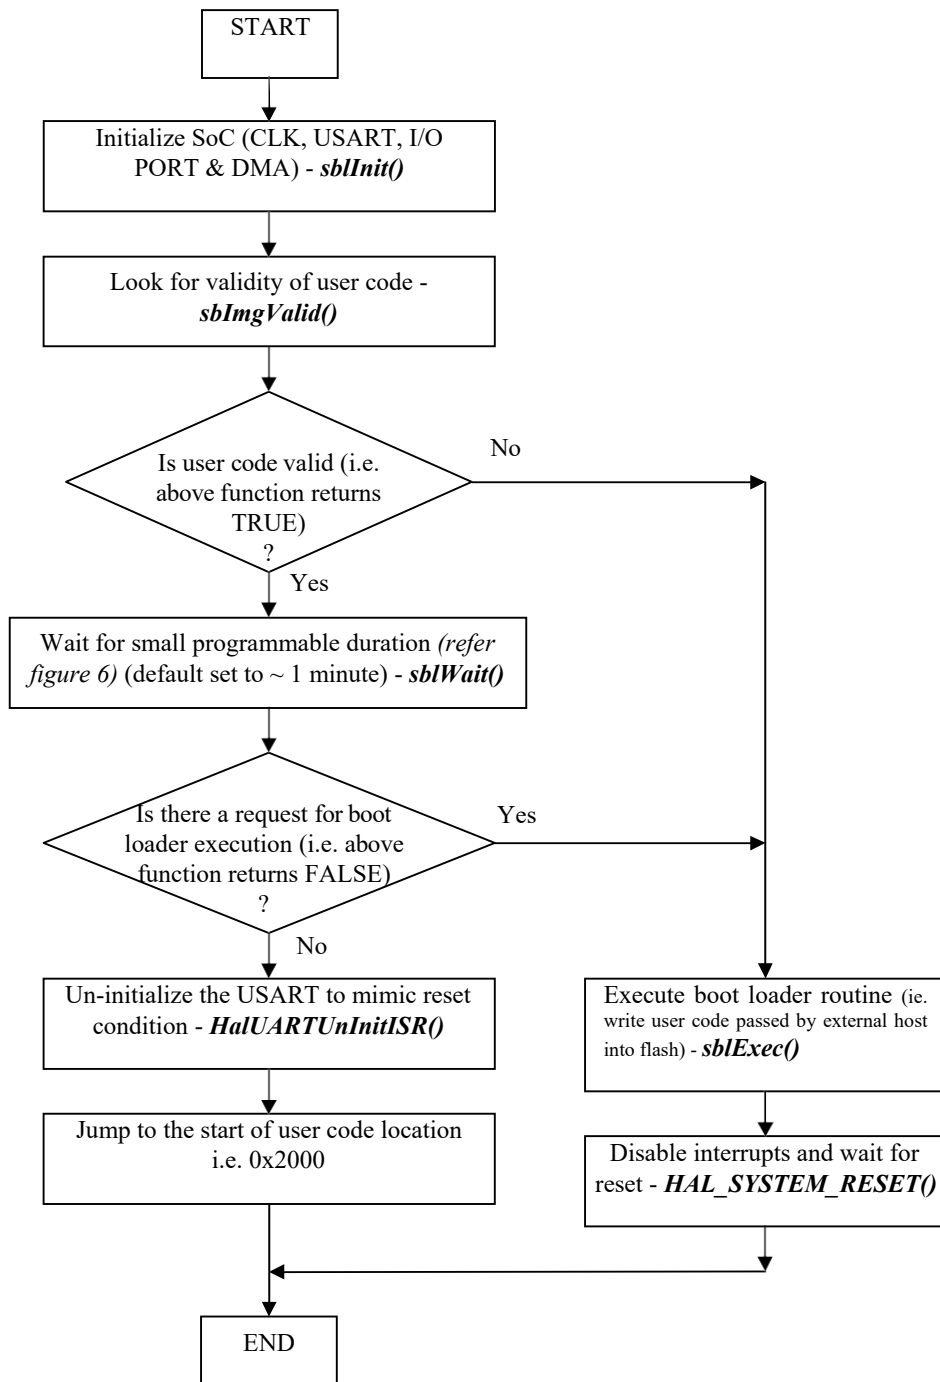 START
Initialize SoC (CLK, USART, I/O
PORT & DMA) - sblInit()
Look for validity of user code -
sbImgValid()
No
Is user code valid (i.e.
above function returns
TRUE)
?
Yes
Wait for small programmable duration (refer
figure 6) (default set to ~ 1 minute) - sblWait()
Is there a request for boot
loader execution (i.e. above
function returns FALSE)
?
Yes
No
Un-initialize the USART to mimic reset
condition - HalUARTUnInitISR()
Execute boot loader routine (ie.
write user code passed by external host
into flash) - sblExec()
Jump to the start of user code location
i.e. 0x2000
Disable interrupts and wait for
reset - HAL_SYSTEM_RESET()
END